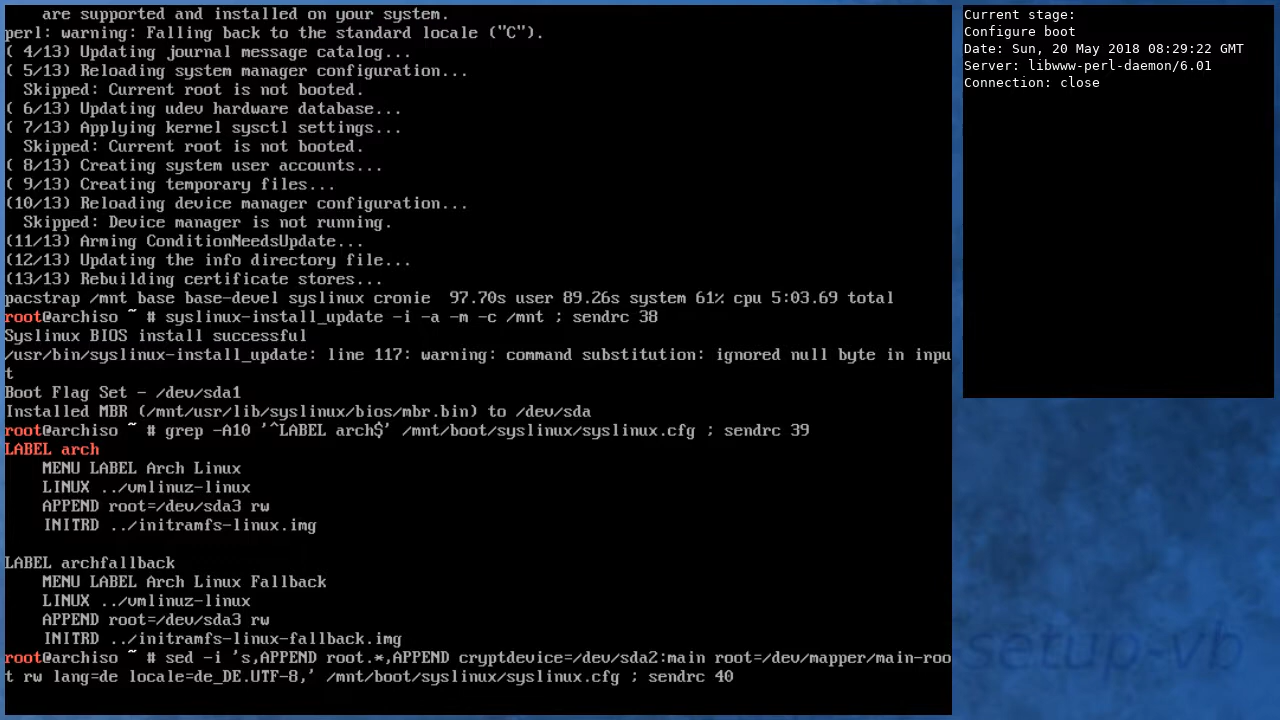 are supported and installed on your system.
perl: warning: Falling back to the standard locale ("C").
( 4/13) Updating journal message catalog...
( 5/13) Reloading system manager configuration...
  Skipped: Current root is not booted.
( 6/13) Updating udev hardware database...
( 7/13) Applying kernel sysctl settings...
  Skipped: Current root is not booted.
( 8/13) Creating system user accounts...
( 9/13) Creating temporary files...
(10/13) Reloading device manager configuration...
  Skipped: Device manager is not running.
(11/13) Arming ConditionNeedsUpdate...
(12/13) Updating the info directory file...
(13/13) Rebuilding certificate stores...
pacstrap /mnt base base-devel syslinux cronie  97.70s user 89.26s system 61% cpu 5:03.69 total
root@archiso ~ # syslinux-install_update -i -a -m -c /mnt ; sendrc 38
Syslinux BIOS install successful
/usr/bin/syslinux-install_update: line 117: warning: command substitution: ignored null byte in inpu
t
Boot Flag Set - /dev/sda1
Installed MBR (/mnt/usr/lib/syslinux/bios/mbr.bin) to /dev/sda
root@archiso ~ # grep -A10 '^LABEL arch$' /mnt/boot/syslinux/syslinux.cfg ; sendrc 39
LABEL arch
    MENU LABEL Arch Linux
    LINUX ../vmlinuz-linux
    APPEND root=/dev/sda3 rw
    INITRD ../initramfs-linux.img

LABEL archfallback
    MENU LABEL Arch Linux Fallback
    LINUX ../vmlinuz-linux
    APPEND root=/dev/sda3 rw
    INITRD ../initramfs-linux-fallback.img
root@archiso ~ # sed -i 's,APPEND root.*,APPEND cryptdevice=/dev/sda2:main root=/dev/mapper/main-roo
t rw lang=de locale=de_DE.UTF-8,' /mnt/boot/syslinux/syslinux.cfg ; sendrc 40
Current stage:
Configure boot
Date: Sun, 20 May 2018 08:29:22 GMT
Server: libwww-perl-daemon/6.01
Connection: close
setup-vb